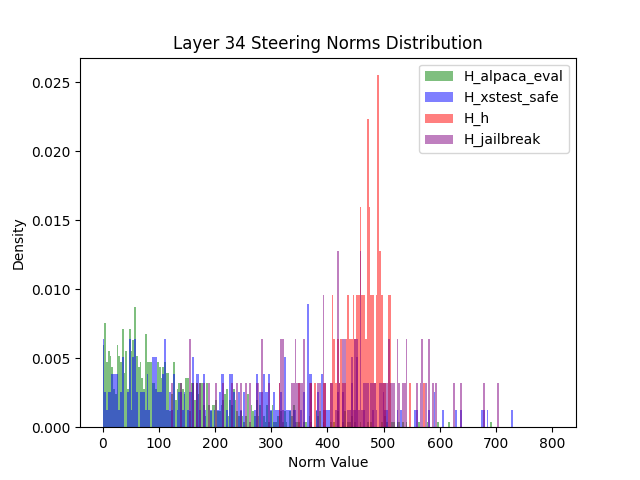 Layer 34 Steering Norms Distribution
H_alpaca_eval
H_xstest_safe
H_h
H_jailbreak
0.025
0.020
0.015
0.010
0.005
0.000
Density
0 100 200 300 400 500 600 700 800
Norm Value